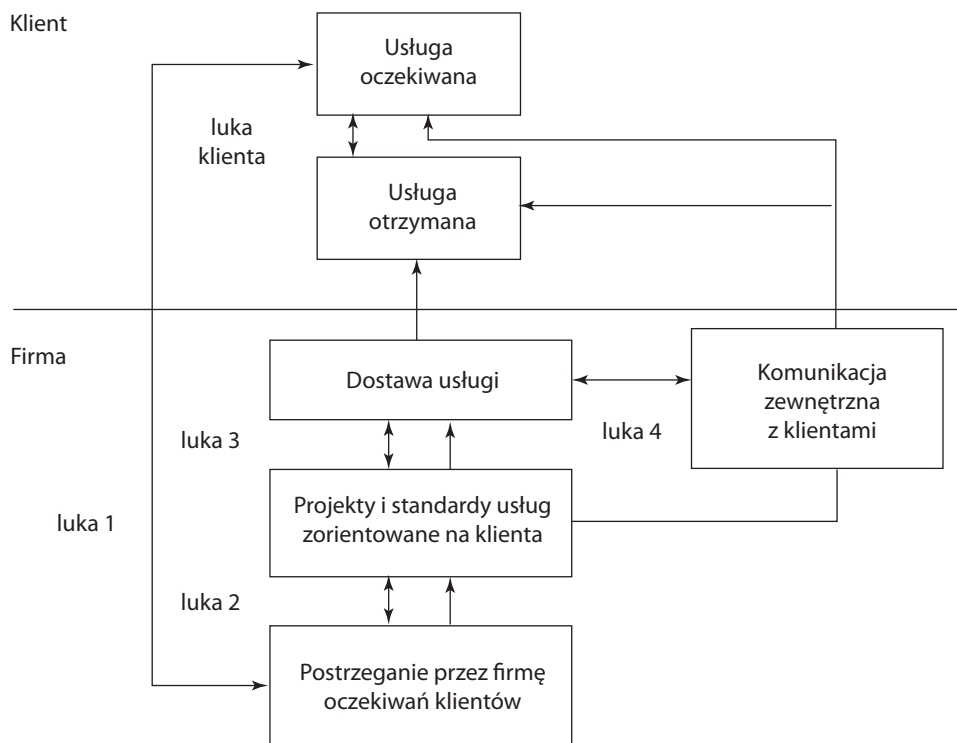 Klient
Usługa
oczekiwana
luka
klienta
Usługa
otrzymana
Firma
Dostawa usługi
Komunikacja
zewnętrzna
z klientami
luka 3
luka 4
Projekty i standardy usług
zorientowane na klienta
luka 1
luka 2
Postrzeganie przez firmę
oczekiwań klientów